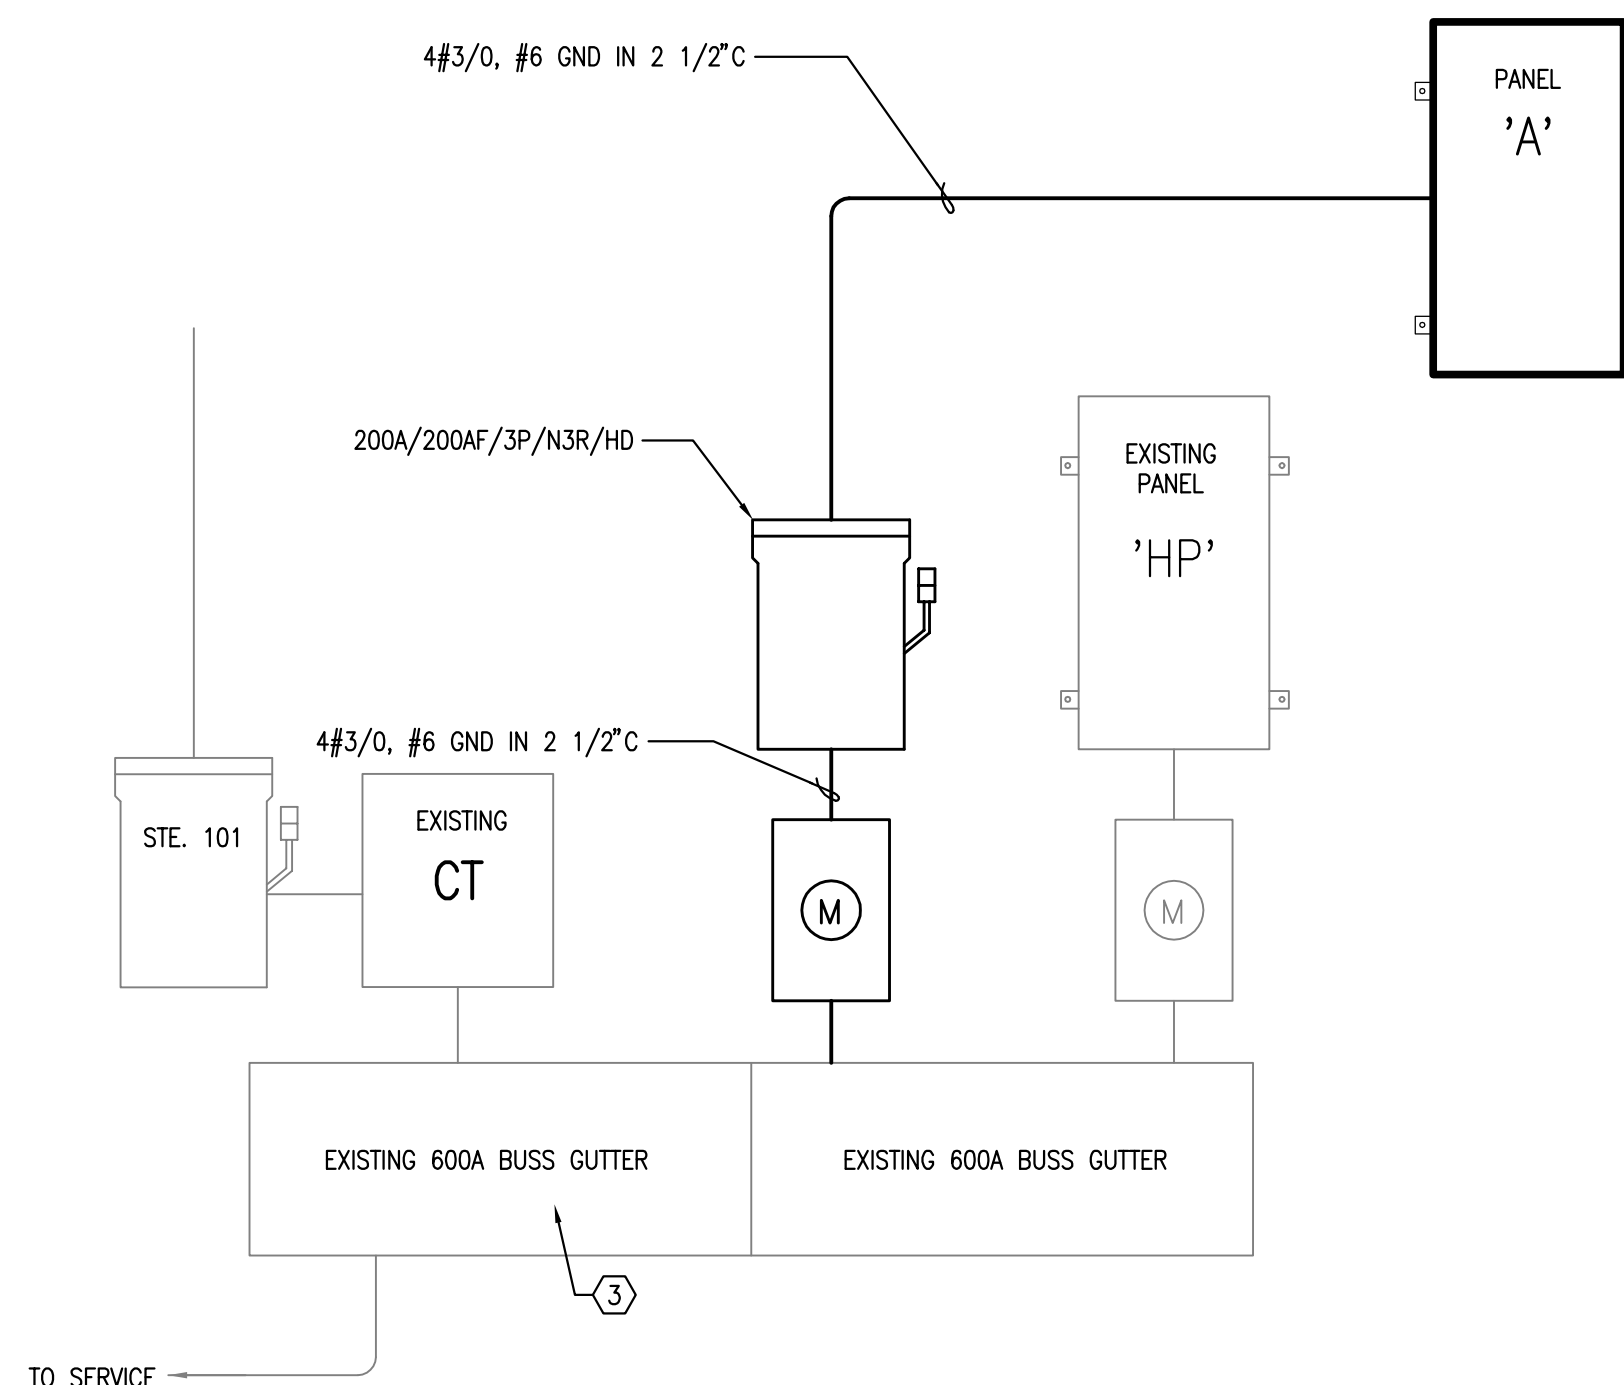 4#3/0, #6 GND IN 2 1/2"C
PANEL
'A'
200A/200AF/3P/N3R/HD
EXISTING
PANEL
'HP'
4#3/0, #6 GND IN 2 1/2"C
STE. 101
EXISTING
CT
M
M
EXISTING 600A BUSS GUTTER
EXISTING 600A BUSS GUTTER
3
TO SERVICE